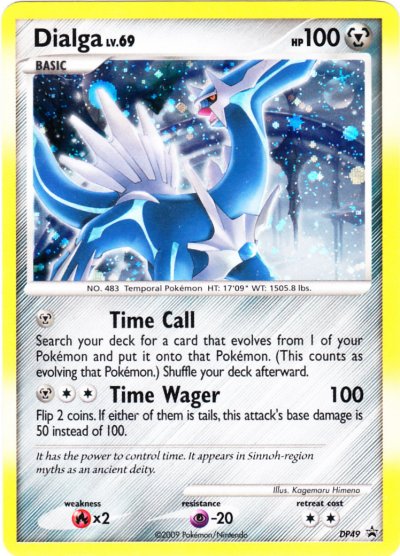 Dialga LV.69 HP 100
BASIC
NO. 483 Temporal Pokémon HT: 17'09" WT: 1505.8 lbs.
Time Call
Search your deck for a card that evolves from 1 of your
Pokémon and put it onto that Pokémon. (This counts as
evolving that Pokémon.) Shuffle your deck afterward.
Time Wager 100
Flip 2 coins. If either of them is tails, this attack's base damage is
50 instead of 100.
It has the power to control time. It appears in Sinnoh-region
myths as an ancient deity.
Illus. Kagemaru Himeno
weakness resistance retreat cost
x2 -20
©2009 Pokémon/Nintendo DP49